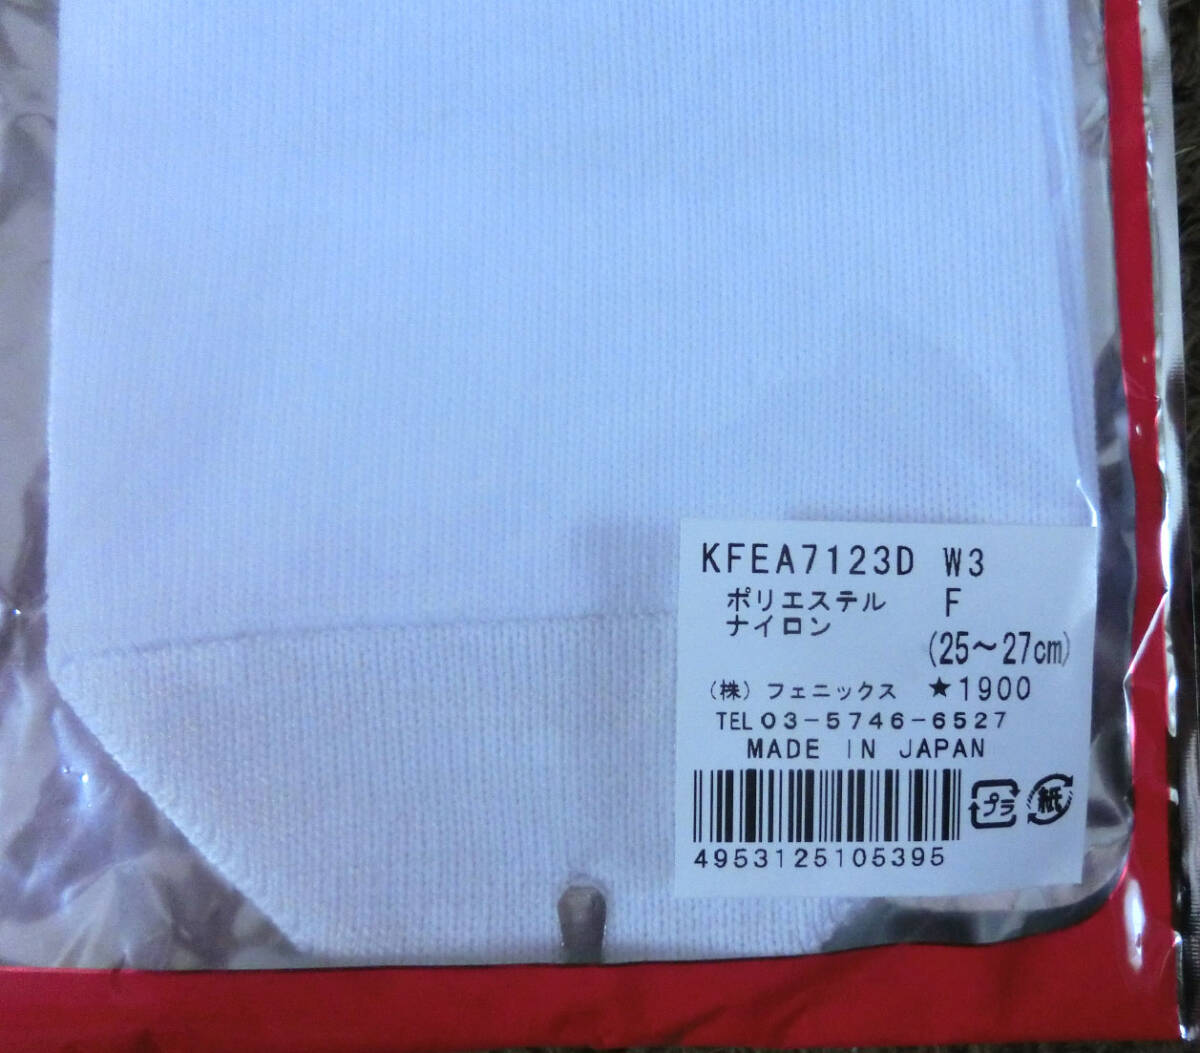 KFEA7123D W3
ポリエステル F
ナイロン
(25～27cm)
(株) フェニックス ★1900
TEL 03-5746-6527
MADE IN JAPAN
プラ 紙
4953125105395